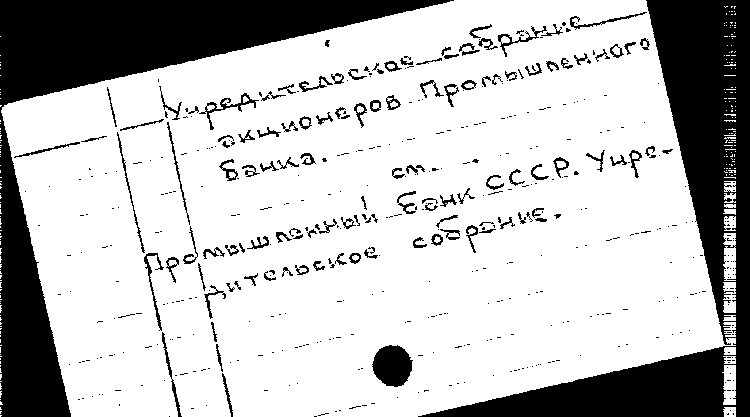 Учредительское собрание
акционеров Промышленного
банка.
см.
Промышленный банк СССР. Учре-
дительское собрание.